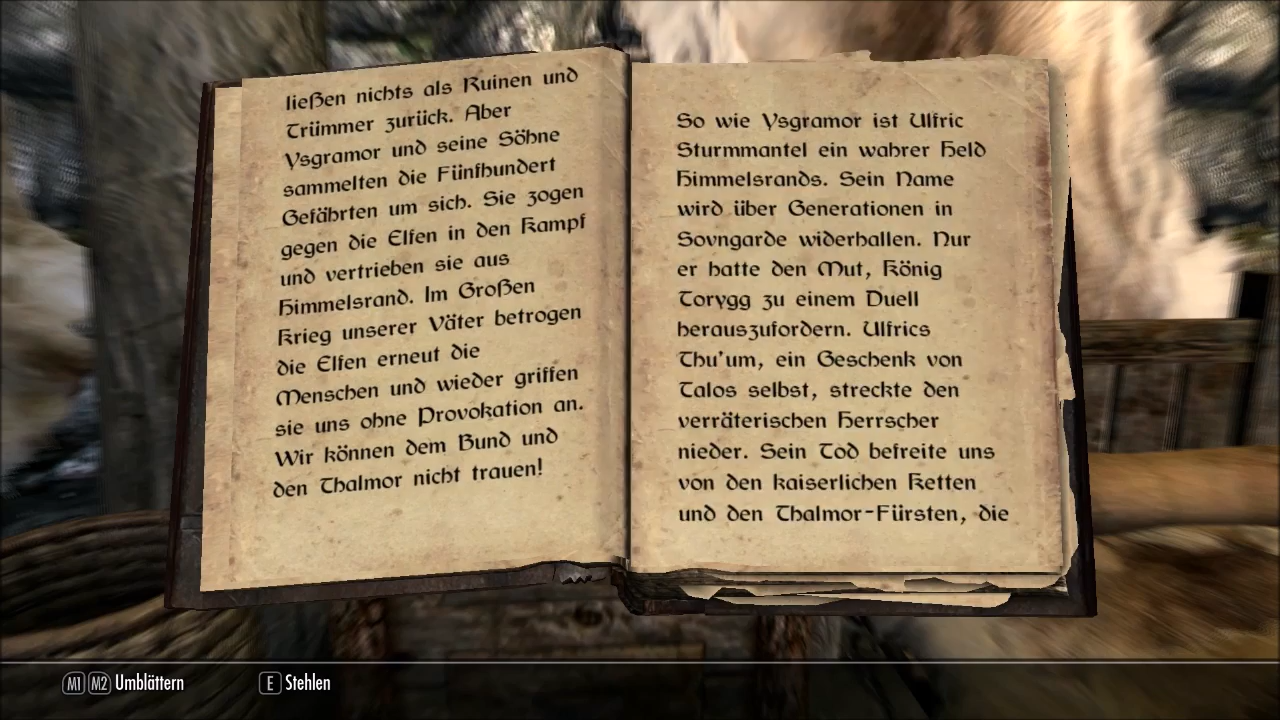 ließen nichts als Ruinen und
Trümmer zurück. Aber
Ysgramor und seine Söhne
sammelten die Fünfhundert
Gefährten um sich. Sie zogen
gegen die Elfen in den Kampf
und vertrieben sie aus
Himmelsrand. Im Großen
Krieg unserer Väter betrogen
die Elfen erneut die
Menschen und wieder griffen
sie uns ohne Provokation an.
Wir können dem Bund und
den Thalmor nicht trauen!
So wie Ysgramor ist Ulfric
Sturmmantel ein wahrer Held
Himmelsrands. Sein Name
wird über Generationen in
Sovngarde widerhallen. Nur
er hatte den Mut, König
Torygg zu einem Duell
herauszufordern. Ulfrics
Thu'um, ein Geschenk von
Talos selbst, streckte den
verräterischen Herrscher
nieder. Sein Tod befreite uns
von den kaiserlichen Ketten
und den Thalmor-Fürsten, die
M1 M2 Umblättern
E Stehlen